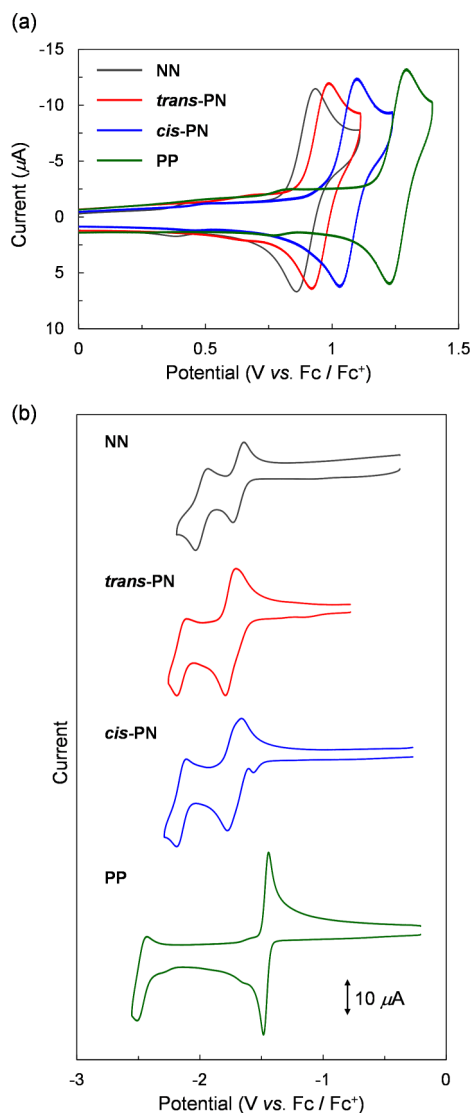 (a)
-15
-10
-5
0
5
10
Current (μA)
NN
trans-PN
cis-PN
PP
0
0.5
1
1.5
Potential (V vs. Fc / Fc⁺)
(b)
NN
trans-PN
cis-PN
PP
Current
10 μA
-3
-2
-1
0
Potential (V vs. Fc / Fc⁺)